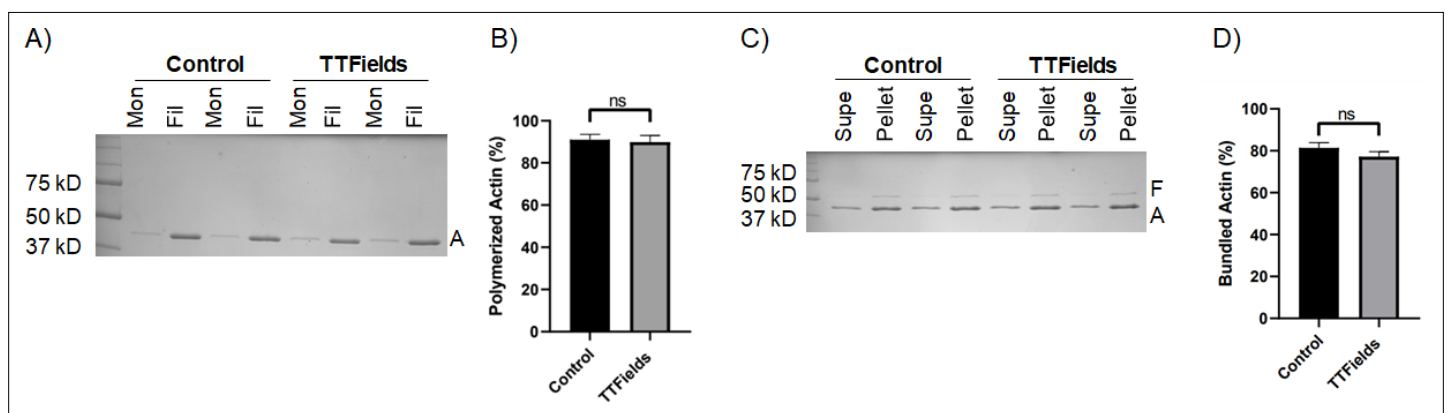 A)
Control TTFields
Mon Fil Mon Fil Mon Fil Mon Fil
75 kD
50 kD
37 kD
A
B)
ns
Polymerized Actin (%)
100
80
60
40
20
0
Control TTFields
C)
Control TTFields
Supe Pellet Supe Pellet Supe Pellet Supe Pellet
75 kD
50 kD
37 kD
F
A
D)
ns
Bundled Actin (%)
100
80
60
40
20
0
Control TTFields